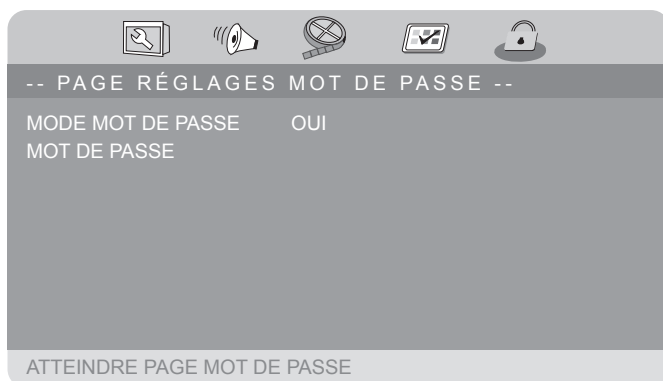 -- PAGE RÉGLAGES MOT DE PASSE --
MODE MOT DE PASSE OUI
MOT DE PASSE
ATTEINDRE PAGE MOT DE PASSE